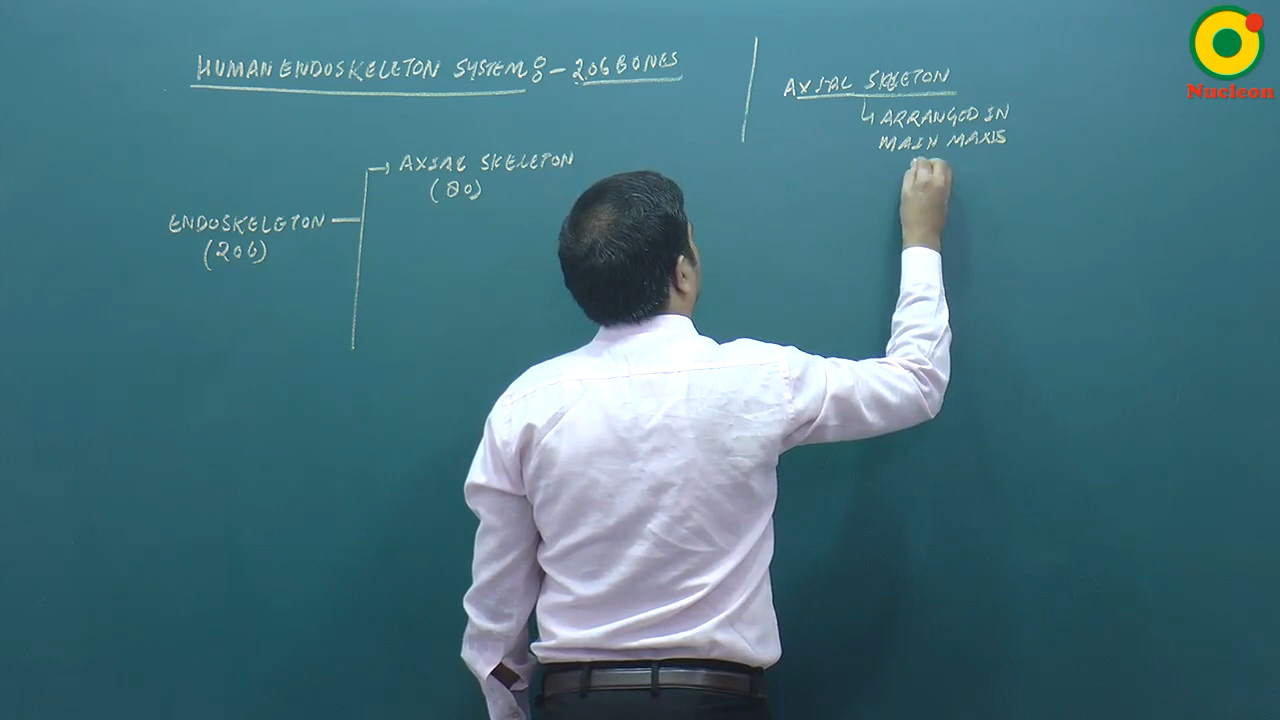 HUMAN ENDOSKELETON SYSTEM :- 206 BONES
AXIAL SKELETON
(80)
ENDOSKELETON
(206)
AXIAL SKELETON
ARRANGED IN
MAIN MAXIS
Nucleon